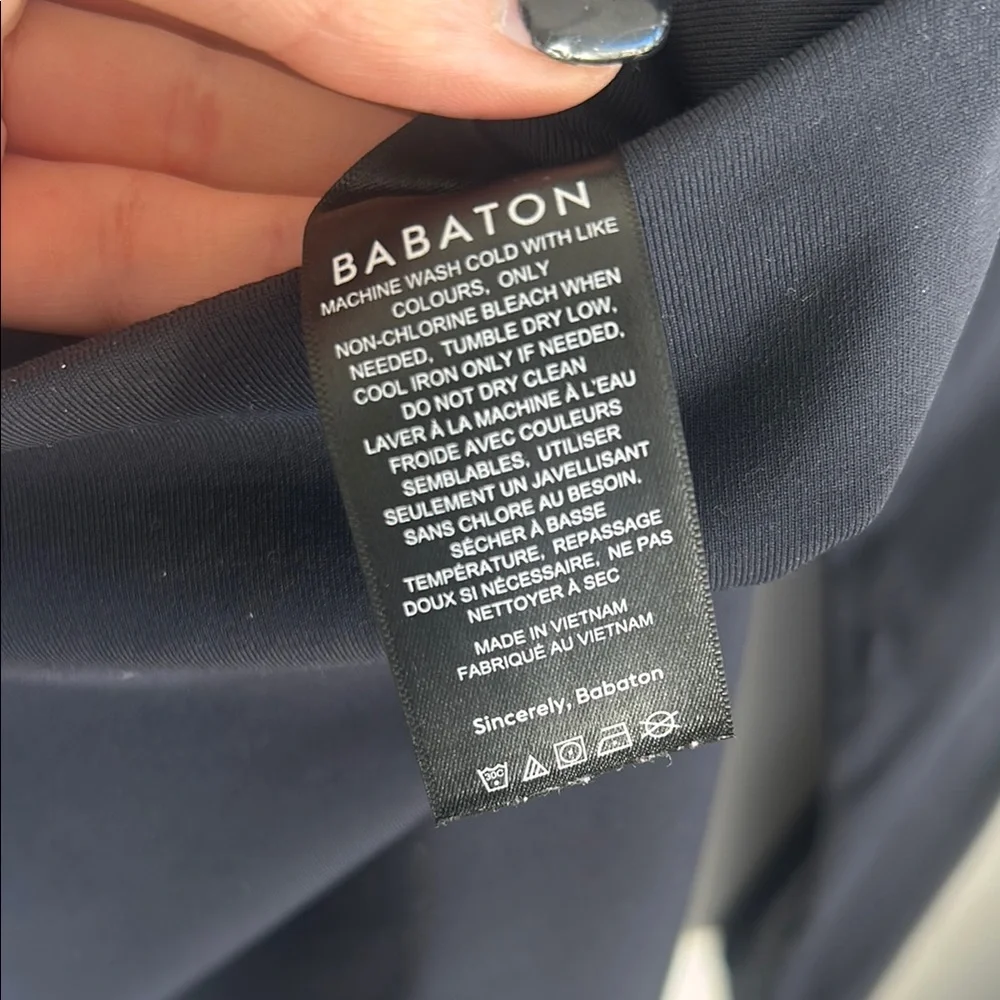 BABATON
MACHINE WASH COLD WITH LIKE
COLOURS, ONLY
NON-CHLORINE BLEACH WHEN
NEEDED, TUMBLE DRY LOW,
COOL IRON ONLY IF NEEDED,
DO NOT DRY CLEAN
LAVER À LA MACHINE À L'EAU
FROIDE AVEC COULEURS
SEMBLABLES, UTILISER
SEULEMENT UN JAVELLISANT
SANS CHLORE AU BESOIN,
SÉCHER À BASSE
TEMPÉRATURE, REPASSAGE
DOUX SI NÉCESSAIRE, NE PAS
NETTOYER À SEC
MADE IN VIETNAM
FABRIQUÉ AU VIETNAM
Sincerely, Babaton
30C